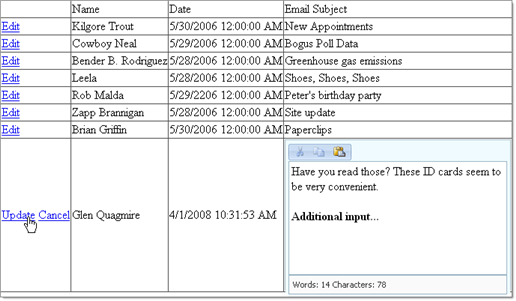 Name Date Email Subject
Edit Kilgore Trout 5/30/2006 12:00:00 AM New Appointments
Edit Cowboy Neal 5/29/2006 12:00:00 AM Bogus Poll Data
Edit Bender B. Rodriguez 5/28/2006 12:00:00 AM Greenhouse gas emissions
Edit Leela 5/28/2006 12:00:00 AM Shoes, Shoes, Shoes
Edit Rob Malda 5/29/2206 12:00:00 AM Peter's birthday party
Edit Zapp Brannigan 5/28/2006 12:00:00 AM Site update
Edit Brian Griffin 5/30/2006 12:00:00 AM Paperclips
Update Cancel Glen Quagmire 4/1/2008 10:31:53 AM
Have you read those? These ID cards seem to
be very convenient.
Additional input...
Words: 14 Characters: 78